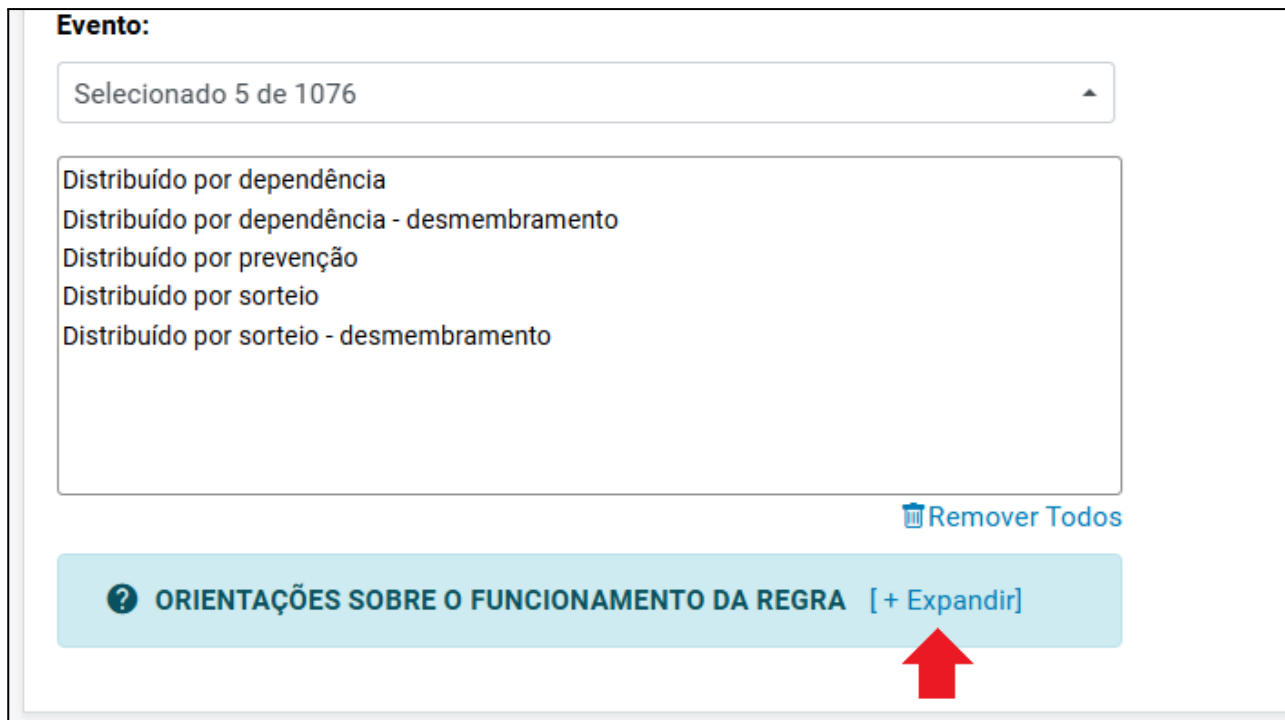 Evento:
Selecionado 5 de 1076
Distribuído por dependência
Distribuído por dependência - desmembramento
Distribuído por prevenção
Distribuído por sorteio
Distribuído por sorteio - desmembramento
Remover Todos
ORIENTAÇÕES SOBRE O FUNCIONAMENTO DA REGRA [ + Expandir]